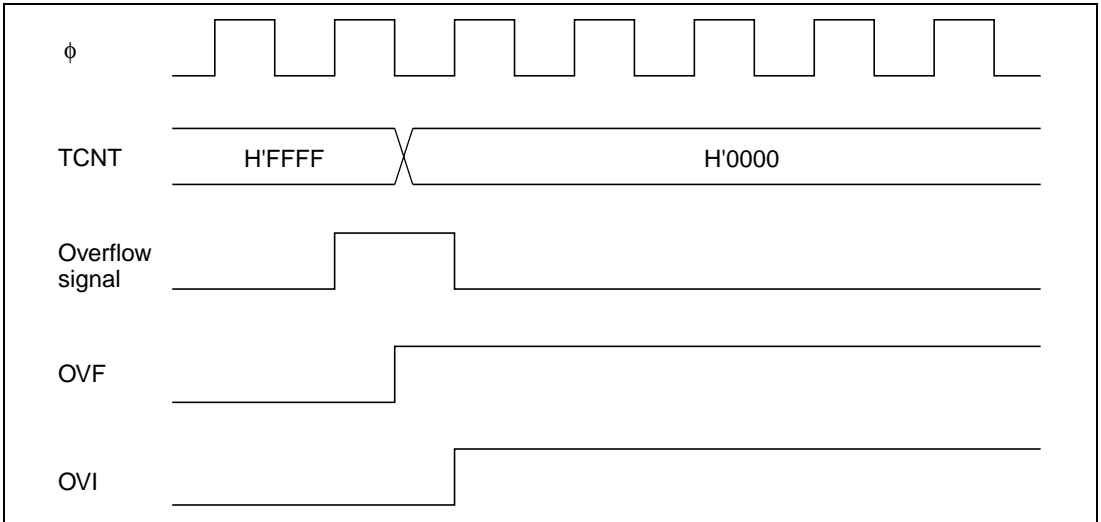 ϕ
TCNT H'FFFF H'0000
Overflow
signal
OVF
OVI